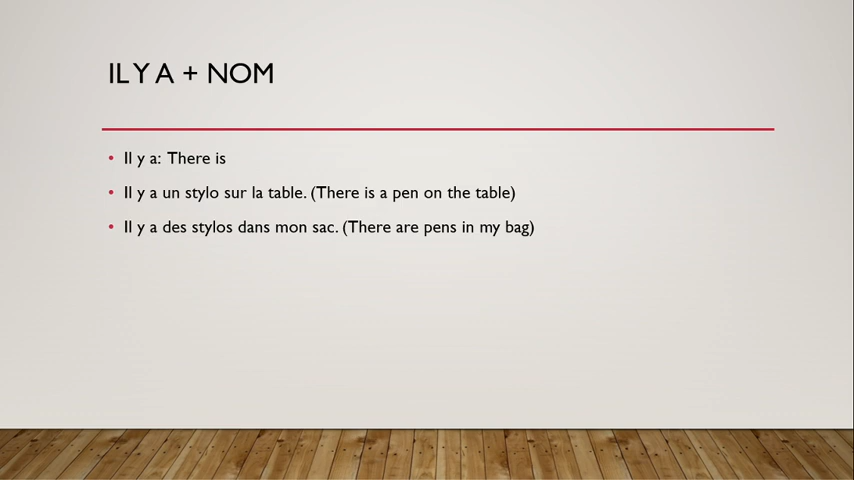 IL Y A + NOM
• Il y a: There is
• Il y a un stylo sur la table. (There is a pen on the table)
• Il y a des stylos dans mon sac. (There are pens in my bag)